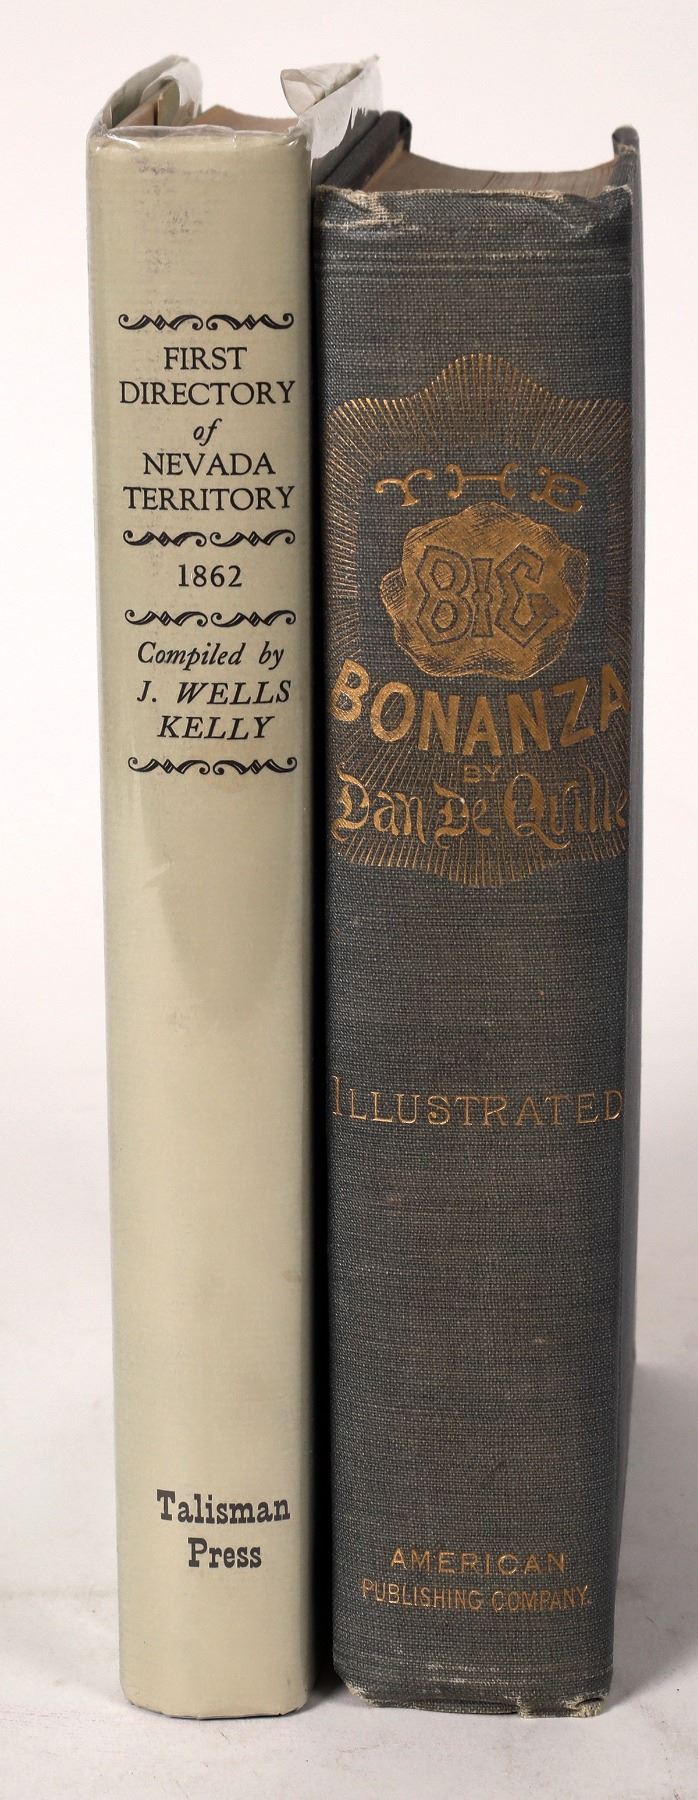 FIRST
DIRECTORY
of
NEVADA
TERRITORY
1862
Compiled by
J. WELLS
KELLY
Talisman
Press
THE
BIG
BONANZA
BY
Dan De Quille
ILLUSTRATED
AMERICAN
PUBLISHING COMPANY.